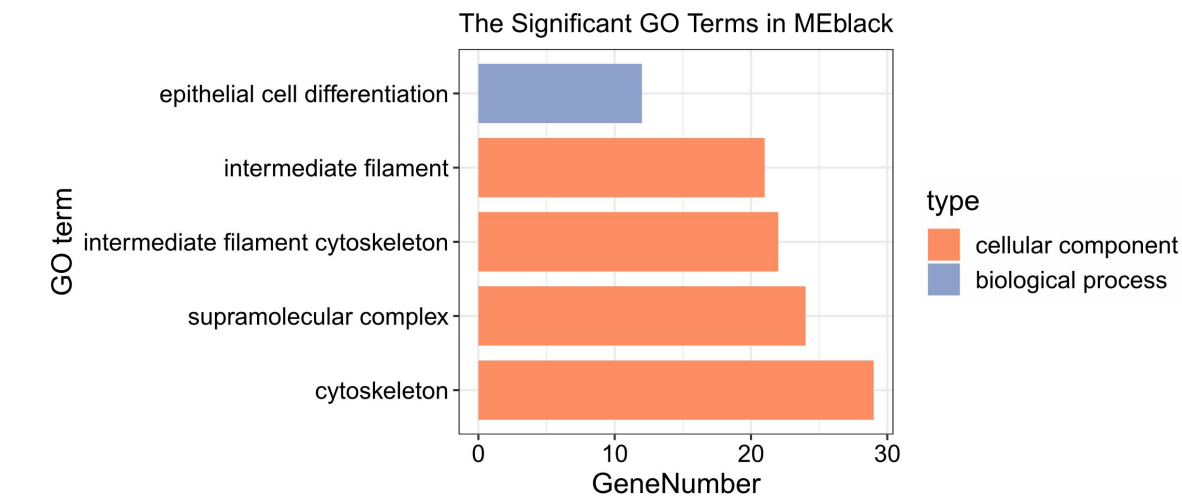 The Significant GO Terms in MEblack
GO term
epithelial cell differentiation
intermediate filament
intermediate filament cytoskeleton
supramolecular complex
cytoskeleton
0 10 20 30
GeneNumber
type
cellular component
biological process